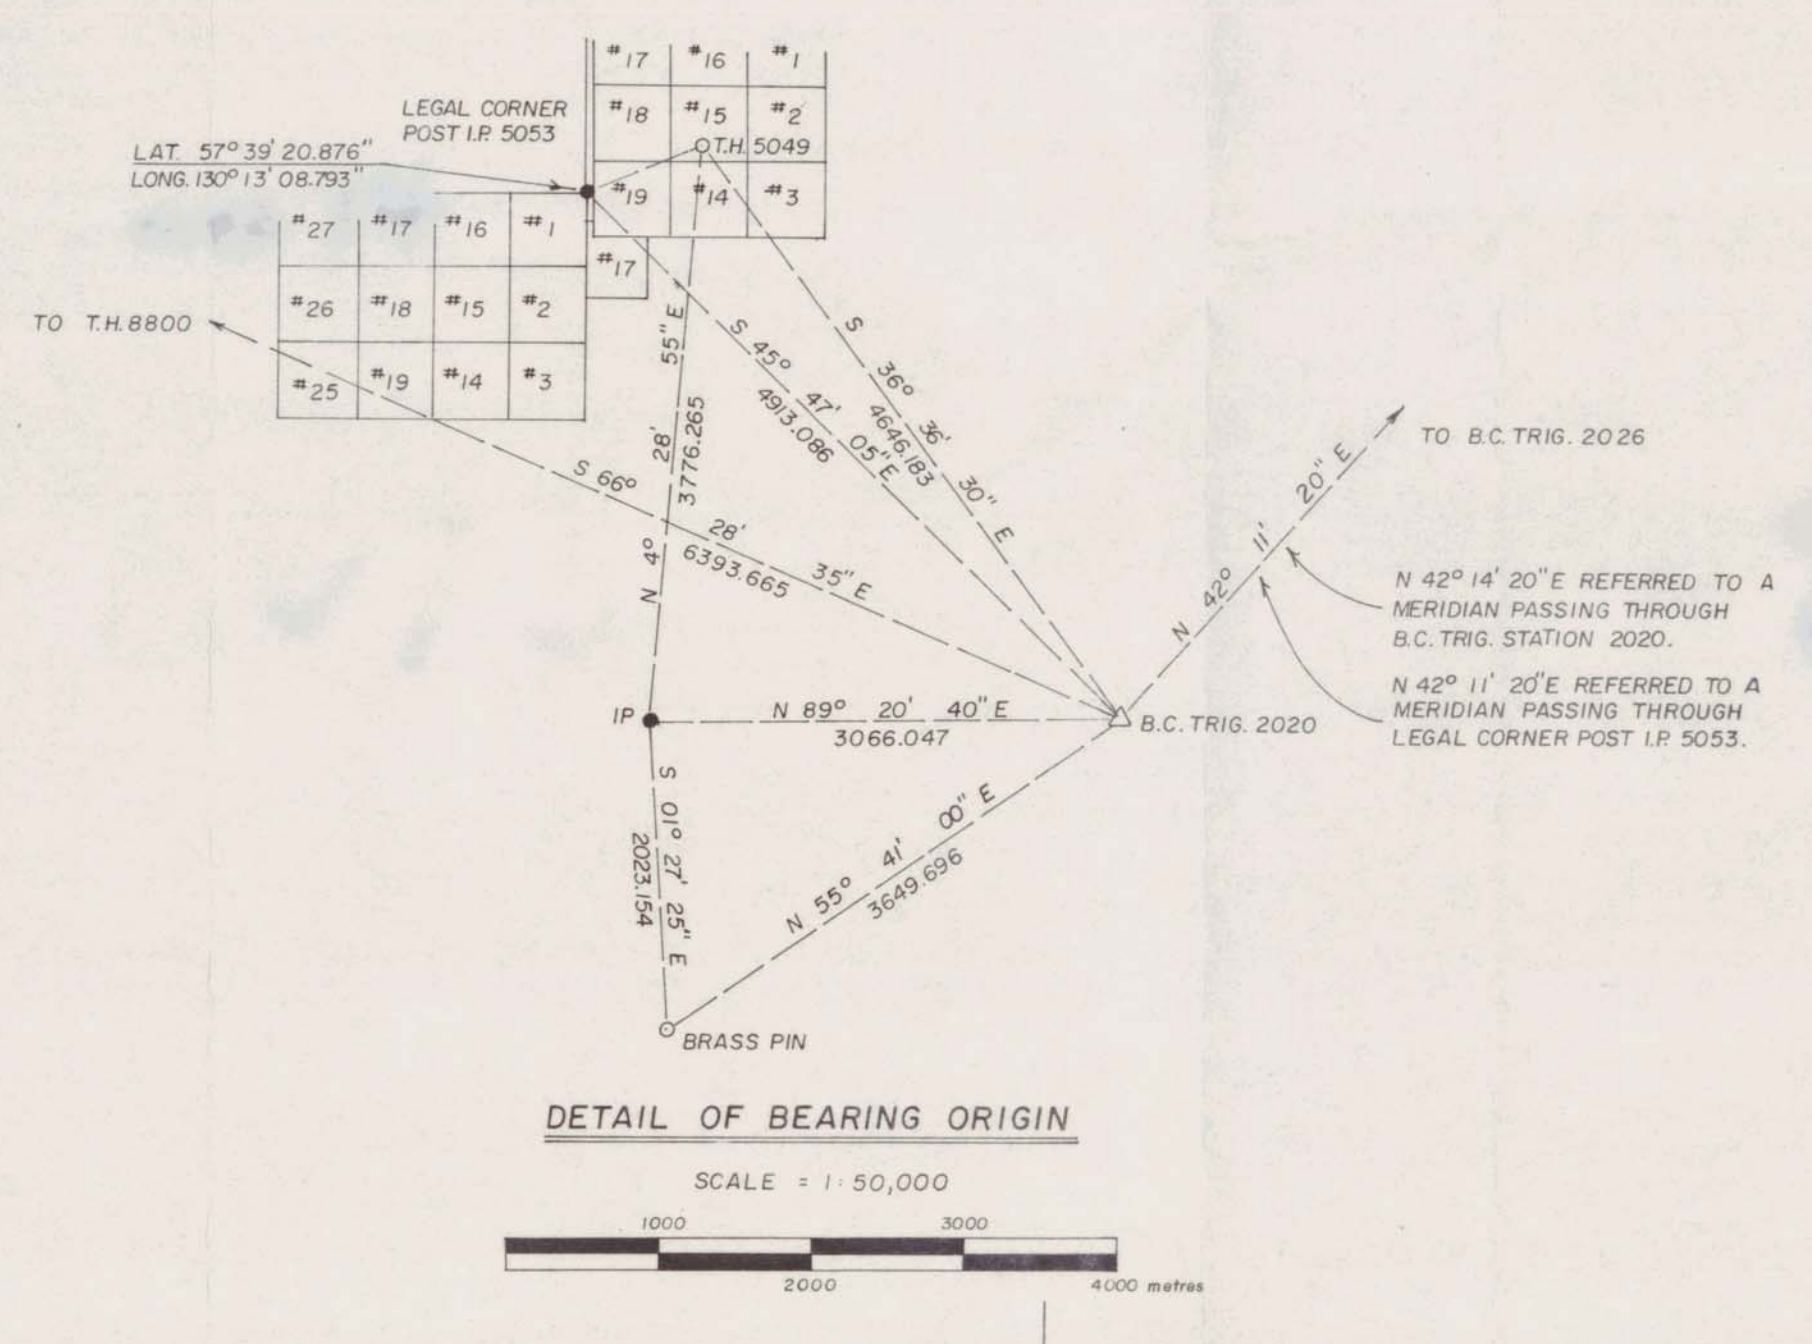 #17 #16 #1
#18 #15 #2
#19 #14 #3
T.H. 5049
LEGAL CORNER
POST I.P. 5053
LAT. 57° 39' 20.876"
LONG. 130° 13' 08.793"
#27 #17 #16 #1
#17
#26 #18 #15 #2
#25 #19 #14 #3
TO T.H. 8800
S 66° 28' 35" E
6393.665
N 4° 28' 55" E
3776.265
S 45° 47' 05" E
4913.086
S 36° 36' 30" E
4646.183
N 42° 11' 20" E
TO B.C. TRIG. 2026
N 42° 14' 20" E REFERRED TO A
MERIDIAN PASSING THROUGH
B.C. TRIG. STATION 2020.
N 42° 11' 20" E REFERRED TO A
MERIDIAN PASSING THROUGH
LEGAL CORNER POST I.P. 5053.
IP
N 89° 20' 40" E
3066.047
B.C. TRIG. 2020
S 01° 27' 25" E
2023.154
N 55° 41' 00" E
3649.696
BRASS PIN
DETAIL OF BEARING ORIGIN
SCALE = 1:50,000
1000 3000
2000 4000 metres